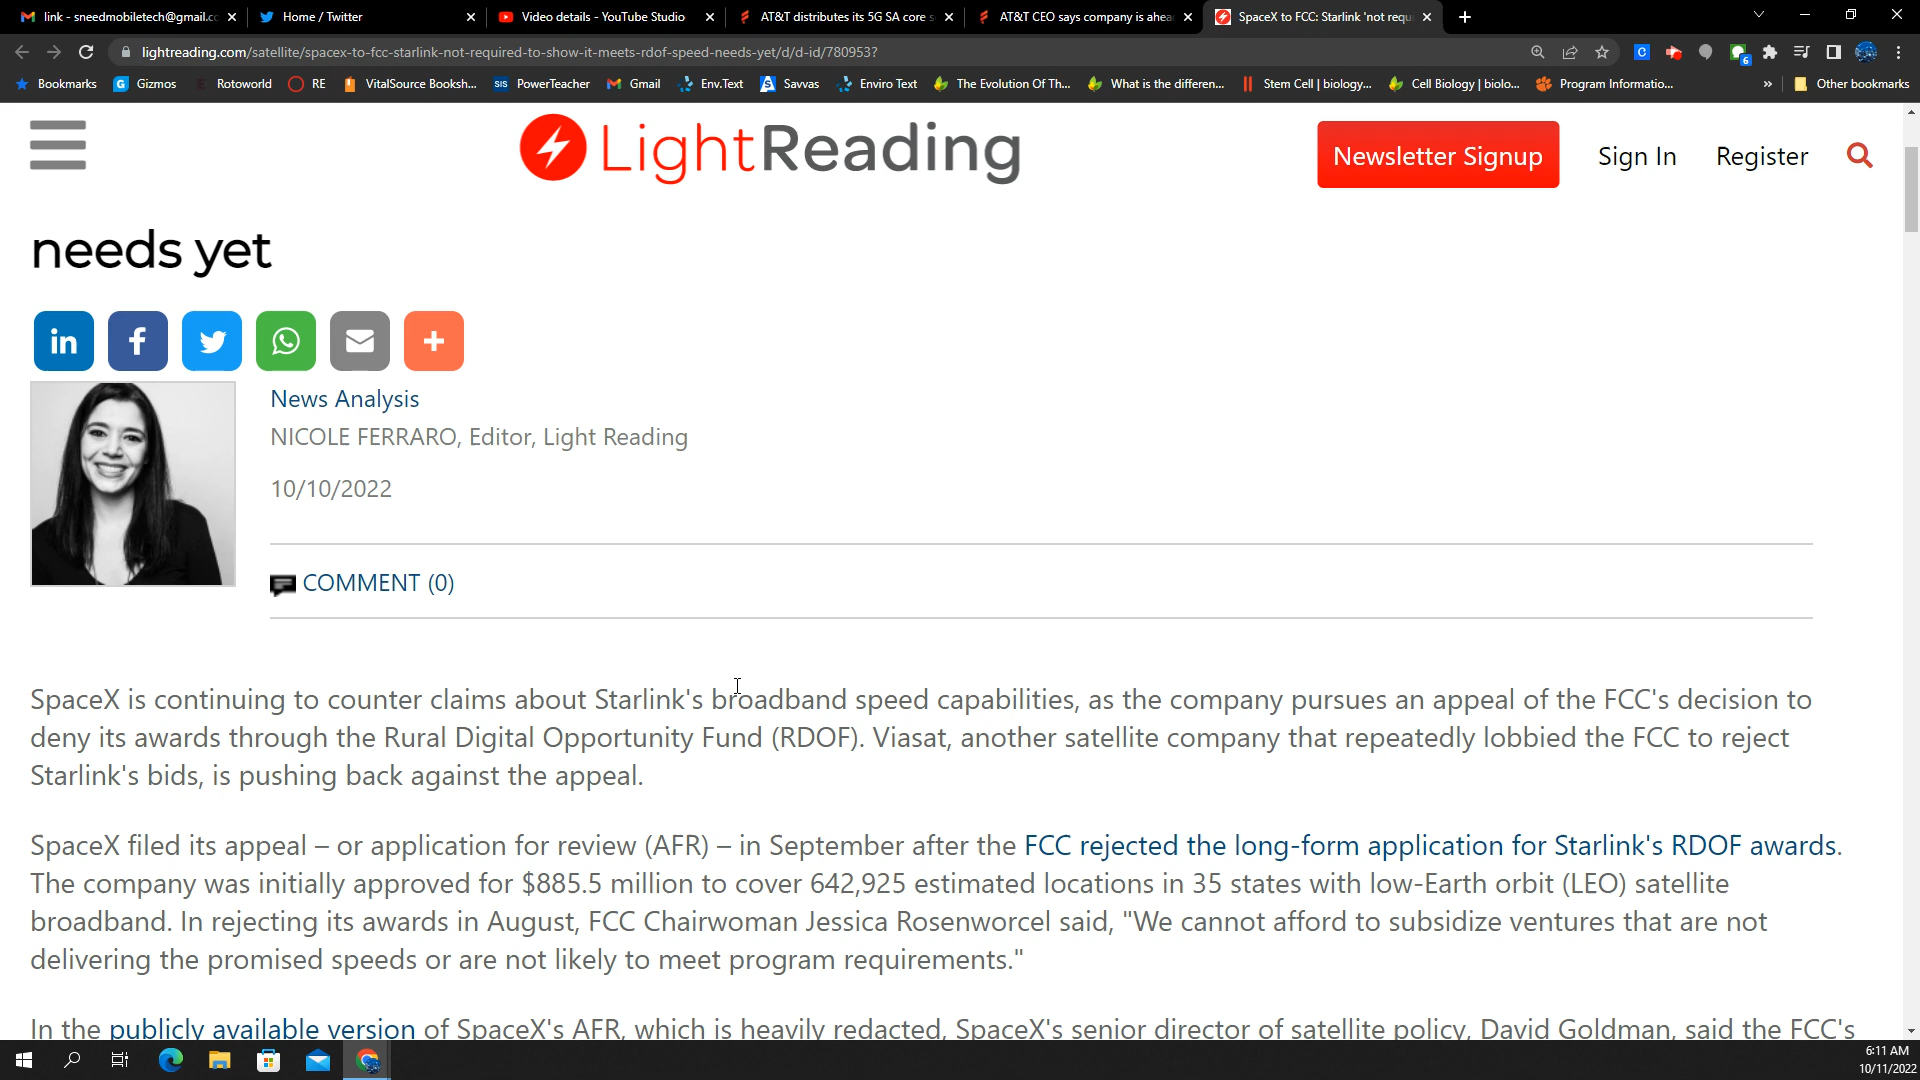 link - sneedmobiletech@gmail.cc
Home / Twitter
Video details - YouTube Studio
AT&T distributes its 5G SA core s
AT&T CEO says company is ahea
SpaceX to FCC: Starlink 'not requ
lightreading.com/satellite/spacex-to-fcc-starlink-not-required-to-show-it-meets-rdof-speed-needs-yet/d/d-id/780953?
C
6
Bookmarks
G Gizmos
Rotoworld
RE
VitalSource Booksh...
SIS PowerTeacher
Gmail
Env.Text
S Savvas
Enviro Text
The Evolution Of Th...
What is the differen...
Stem Cell | biology...
Cell Biology | biolo...
Program Informatio...
»
Other bookmarks
LightReading
Newsletter Signup
Sign In
Register
needs yet
in
f
News Analysis
NICOLE FERRARO, Editor, Light Reading
10/10/2022
COMMENT (0)
SpaceX is continuing to counter claims about Starlink's broadband speed capabilities, as the company pursues an appeal of the FCC's decision to
deny its awards through the Rural Digital Opportunity Fund (RDOF). Viasat, another satellite company that repeatedly lobbied the FCC to reject
Starlink's bids, is pushing back against the appeal.
SpaceX filed its appeal – or application for review (AFR) – in September after the FCC rejected the long-form application for Starlink's RDOF awards.
The company was initially approved for $885.5 million to cover 642,925 estimated locations in 35 states with low-Earth orbit (LEO) satellite
broadband. In rejecting its awards in August, FCC Chairwoman Jessica Rosenworcel said, "We cannot afford to subsidize ventures that are not
delivering the promised speeds or are not likely to meet program requirements."
In the publicly available version of SpaceX's AFR, which is heavily redacted, SpaceX's senior director of satellite policy, David Goldman, said the FCC's
6:11 AM
10/11/2022